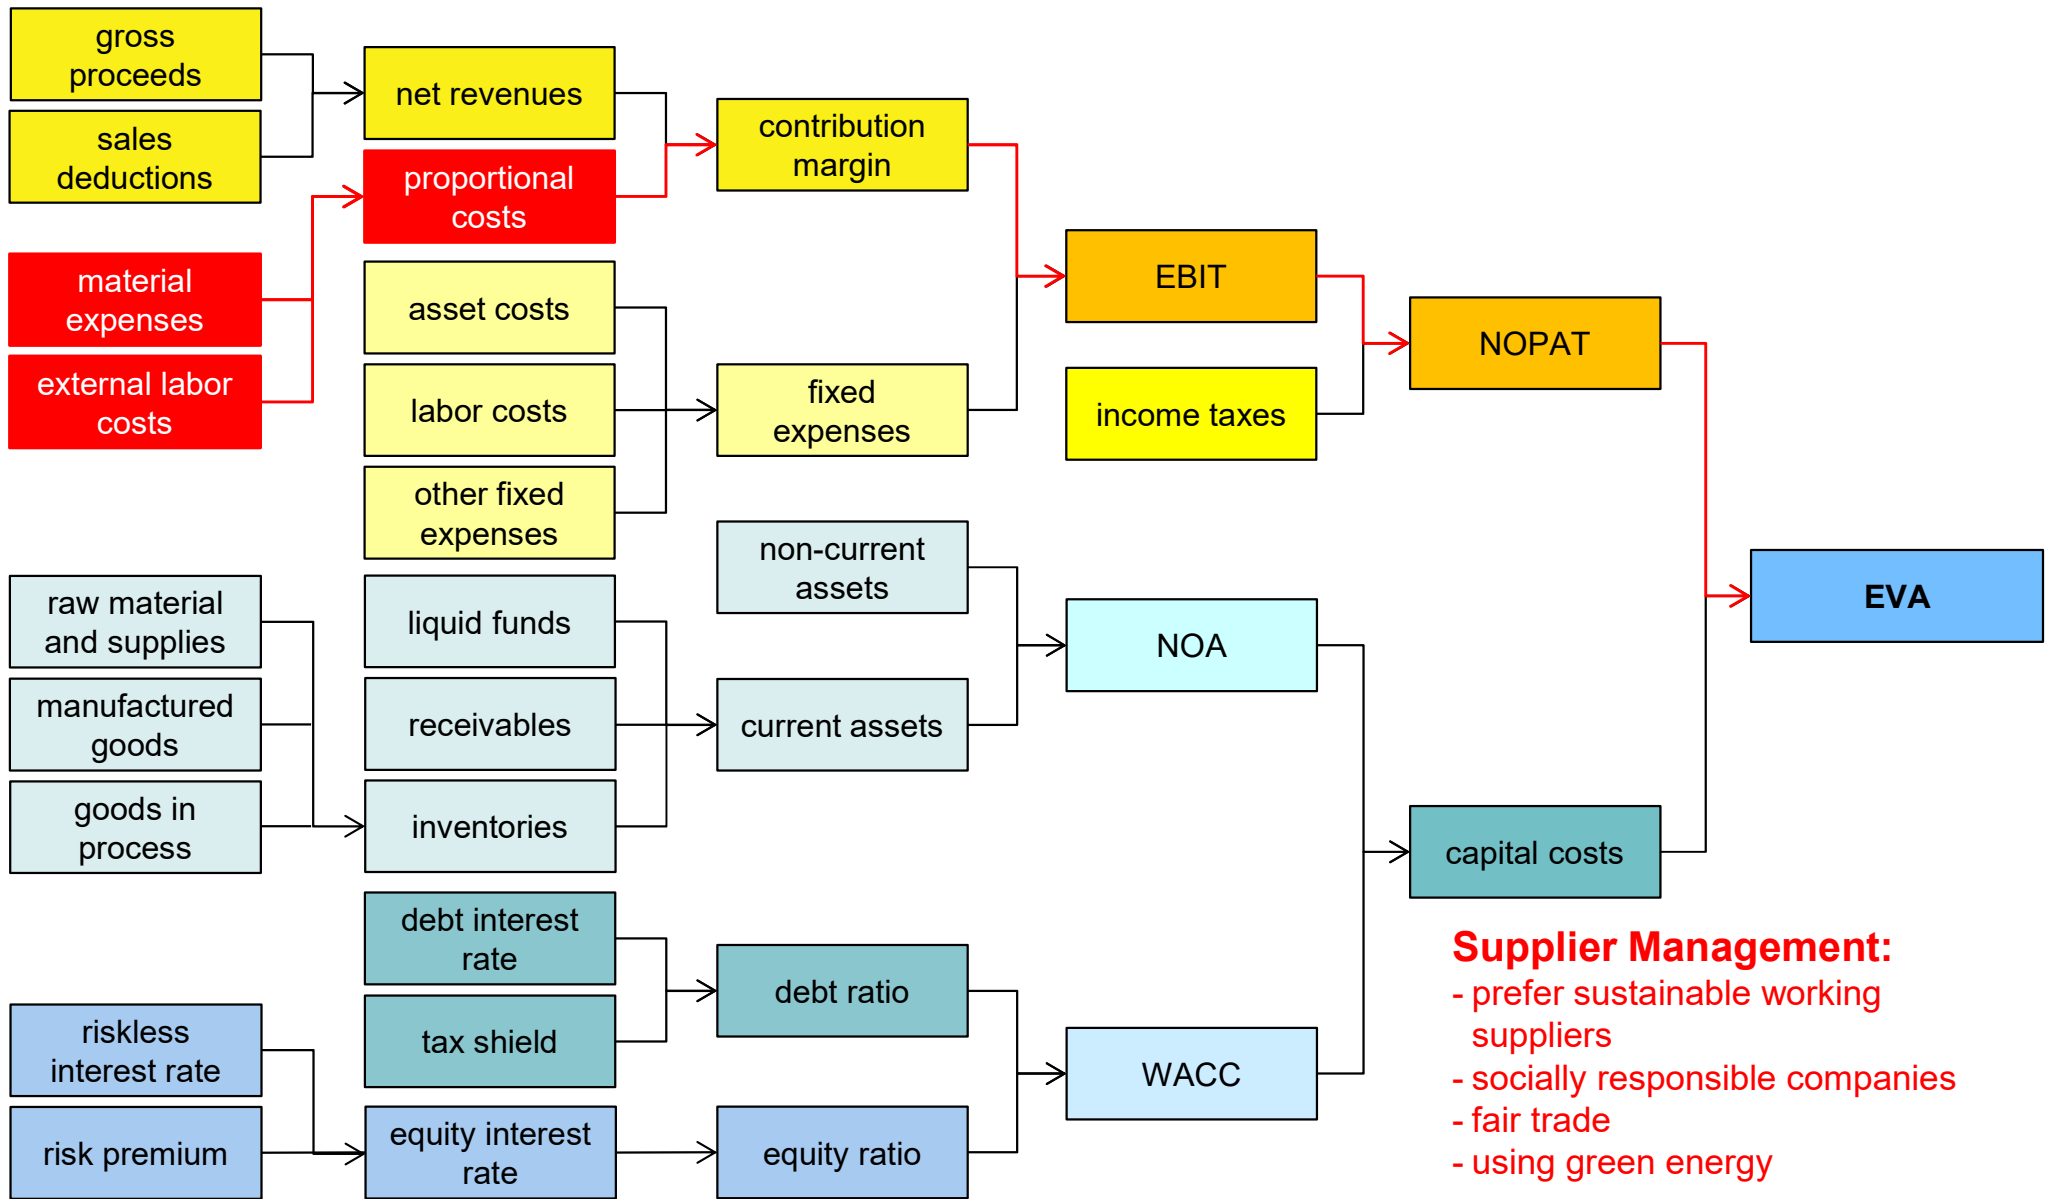 gross
proceeds
sales
deductions
material
expenses
external labor
costs
raw material
and supplies
manufactured
goods
goods in
process
riskless
interest rate
risk premium
net revenues
proportional
costs
asset costs
labor costs
other fixed
expenses
liquid funds
receivables
inventories
debt interest
rate
tax shield
equity interest
rate
contribution
margin
fixed
expenses
non-current
assets
current assets
debt ratio
equity ratio
EBIT
income taxes
NOA
WACC
NOPAT
capital costs
EVA
Supplier Management:
- prefer sustainable working
suppliers
- socially responsible companies
- fair trade
- using green energy